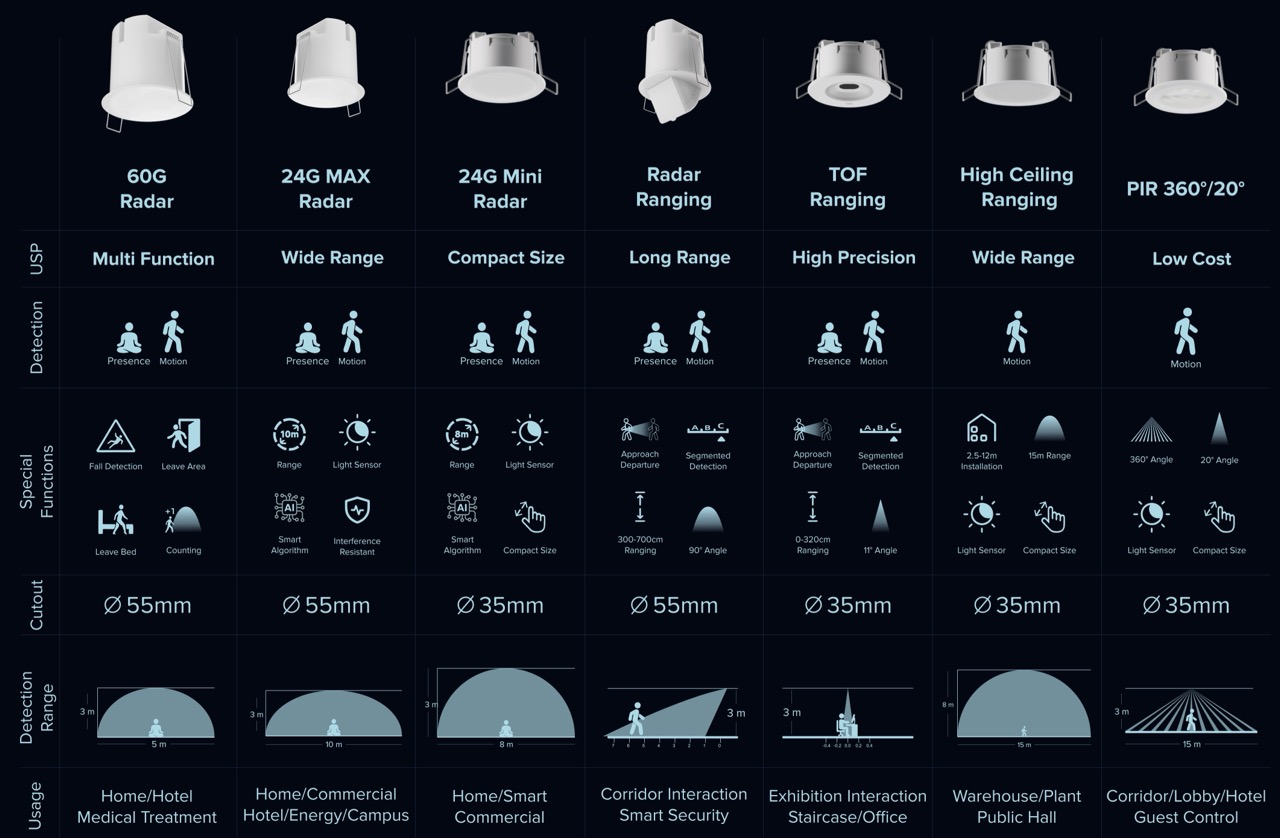 60G
Radar
24G MAX
Radar
24G Mini
Radar
Radar
Ranging
TOF
Ranging
High Ceiling
Ranging
PIR 360°/20°
USP
Multi Function
Wide Range
Compact Size
Long Range
High Precision
Wide Range
Low Cost
Detection
Presence
Motion
Presence
Motion
Presence
Motion
Presence
Motion
Presence
Motion
Motion
Motion
Special
Functions
Fall Detection
Leave Area
Leave Bed
+1
Counting
10m
Range
Light Sensor
AI
Smart
Algorithm
Interference
Resistant
8m
Range
Light Sensor
AI
Smart
Algorithm
Compact Size
Approach
Departure
A B C
Segmented
Detection
300-700cm
Ranging
90° Angle
Approach
Departure
A B C
Segmented
Detection
0-320cm
Ranging
11° Angle
2.5-12m
Installation
15m Range
Light Sensor
Compact Size
360° Angle
20° Angle
Light Sensor
Compact Size
Cutout
∅ 55mm
∅ 55mm
∅ 35mm
∅ 55mm
∅ 35mm
∅ 35mm
∅ 35mm
Detection
Range
3 m
5 m
3 m
10 m
3 m
8 m
3 m
7 6 5 4 3 2 1 0
3 m
-0.4 -0.2 0.0 0.2 0.4
8 m
15 m
3 m
15 m
Usage
Home/Hotel
Medical Treatment
Home/Commercial
Hotel/Energy/Campus
Home/Smart
Commercial
Corridor Interaction
Smart Security
Exhibition Interaction
Staircase/Office
Warehouse/Plant
Public Hall
Corridor/Lobby/Hotel
Guest Control